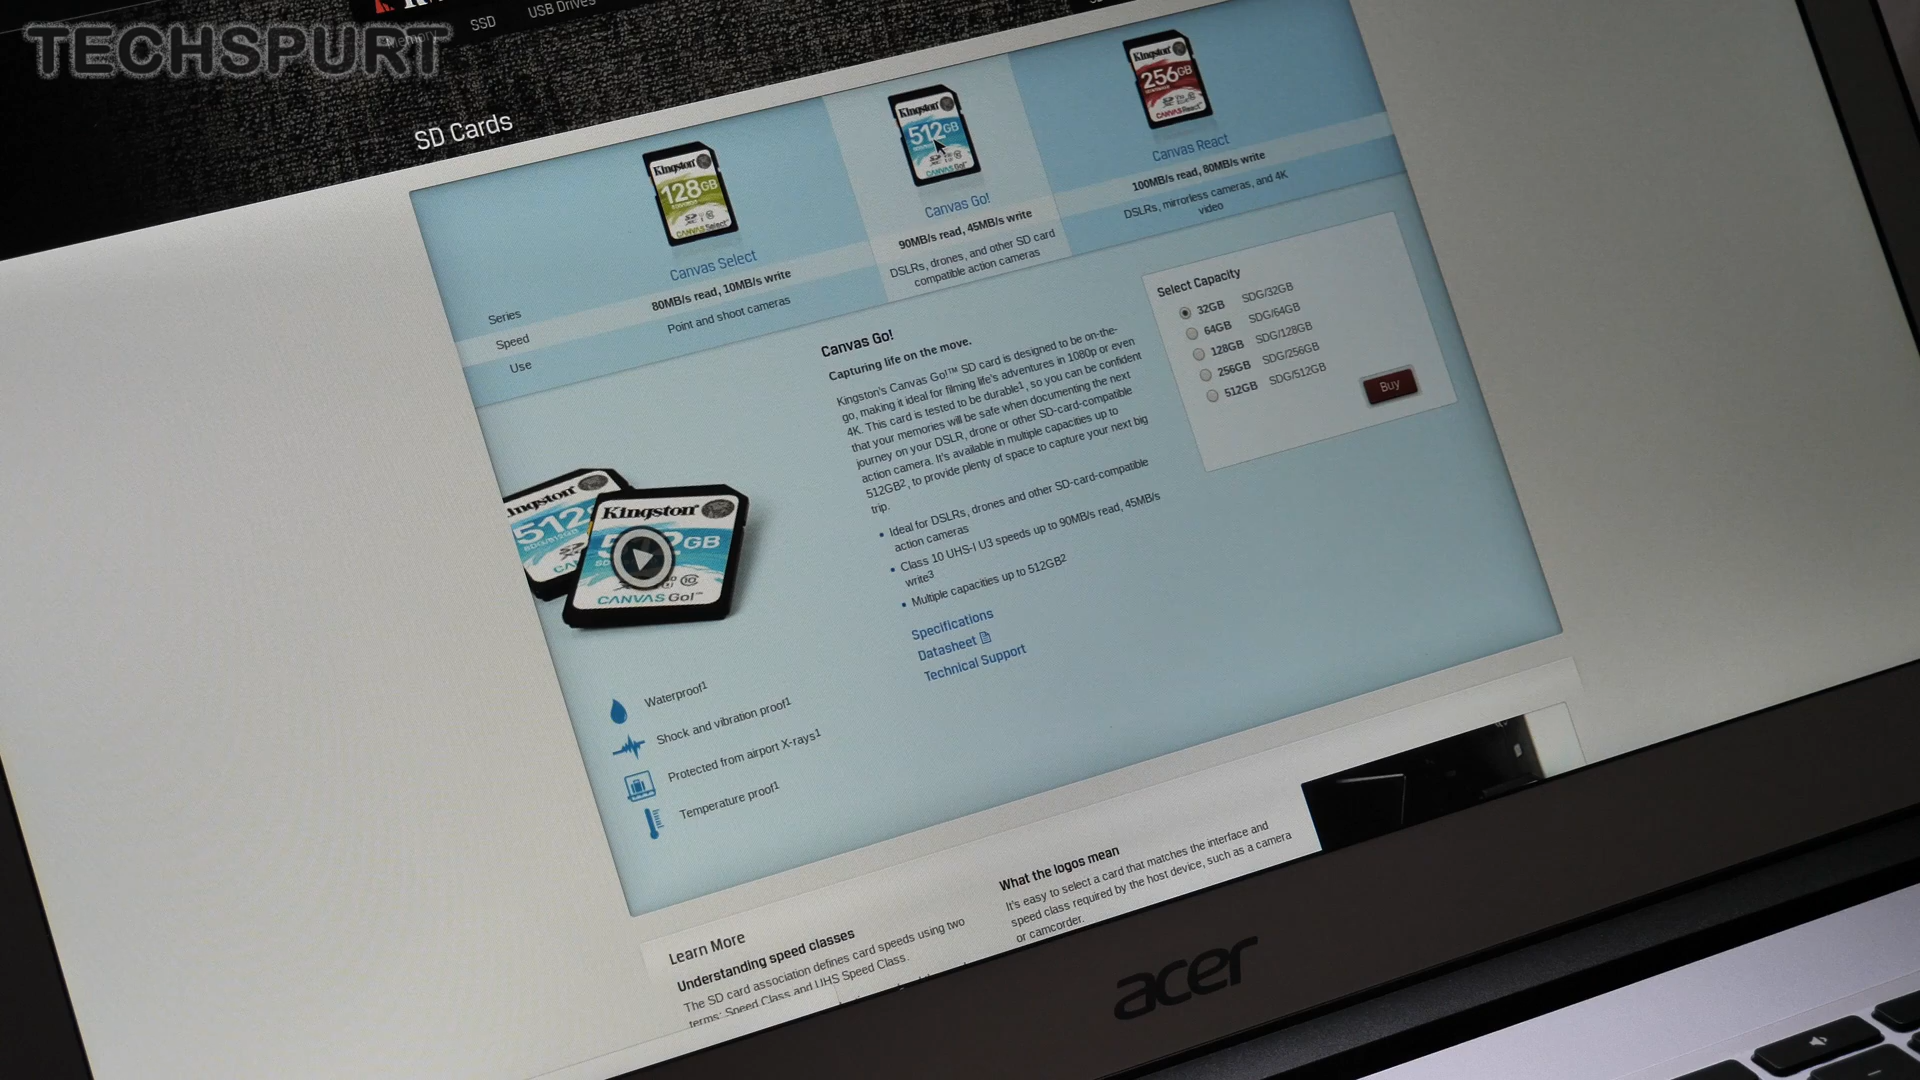 TECHSPURT
SSD
USB Drives
SD Cards
Kingston
128GB
CANVAS Select
Kingston
512GB
CANVAS Go!
Kingston
256GB
CANVAS React
Series
Canvas Select
Canvas Go!
Canvas React
Speed
80MB/s read, 10MB/s write
90MB/s read, 45MB/s write
100MB/s read, 80MB/s write
Use
Point and shoot cameras
DSLRs, drones, and other SD card
compatible action cameras
DSLRs, mirrorless cameras, and 4K
video
Select Capacity
32GB SDG/32GB
64GB SDG/64GB
128GB SDG/128GB
256GB SDG/256GB
512GB SDG/512GB
Buy
Canvas Go!
Capturing life on the move.
Kingston's Canvas Go!™ SD card is designed to be on-the-
go, making it ideal for filming life's adventures in 1080p or even
4K. This card is tested to be durable¹, so you can be confident
that your memories will be safe when documenting the next
journey on your DSLR, drone or other SD-card-compatible
action camera. It's available in multiple capacities up to
512GB², to provide plenty of space to capture your next big
trip.
• Ideal for DSLRs, drones and other SD-card-compatible
action cameras
• Class 10 UHS-I U3 speeds up to 90MB/s read, 45MB/s
write³
• Multiple capacities up to 512GB²
Specifications
Datasheet
Technical Support
Kingston
GB
CANVAS Go!™
Waterproof¹
Shock and vibration proof¹
Protected from airport X-rays¹
Temperature proof¹
Learn More
Understanding speed classes
The SD card association defines card speeds using two
terms: Speed Class and UHS Speed Class.
What the logos mean
It's easy to select a card that matches the interface and
speed class required by the host device, such as a camera
or camcorder.
acer